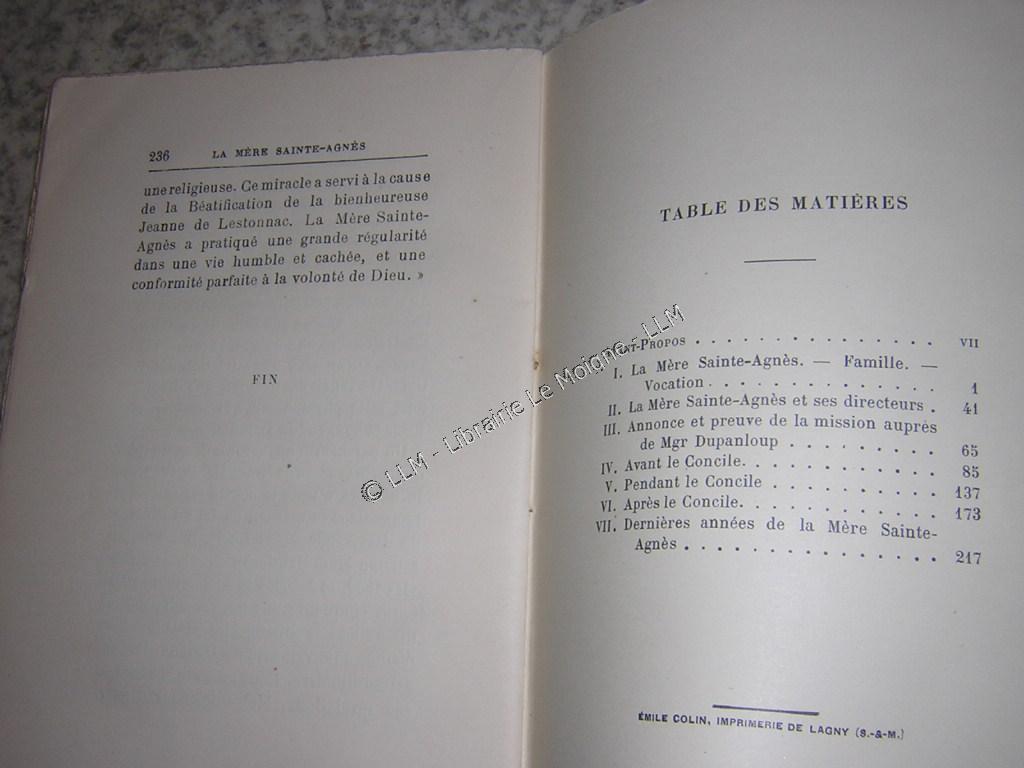 236 LA MÈRE SAINTE-AGNÈS
une religieuse. Ce miracle a servi à la cause
de la Béatification de la bienheureuse
Jeanne de Lestonnac. La Mère Sainte-
Agnès a pratiqué une grande régularité
dans une vie humble et cachée, et une
conformité parfaite à la volonté de Dieu. »
FIN
TABLE DES MATIÈRES
-PROPOS . . . . . . . . . . . . . . . VII
I. La Mère Sainte-Agnès. — Famille. —
Vocation . . . . . . . . . . . . . 1
II. La Mère Sainte-Agnès et ses directeurs . 41
III. Annonce et preuve de la mission auprès
de Mgr Dupanloup . . . . . . . . 65
IV. Avant le Concile. . . . . . . . . . . 85
V. Pendant le Concile . . . . . . . . . 137
VI. Après le Concile. . . . . . . . . . . 173
VII. Dernières années de la Mère Sainte-
Agnès . . . . . . . . . . . . . . 217
ÉMILE COLIN, IMPRIMERIE DE LAGNY (S.-&-M.)
© LLM - Librairie Le Moigne - LLM